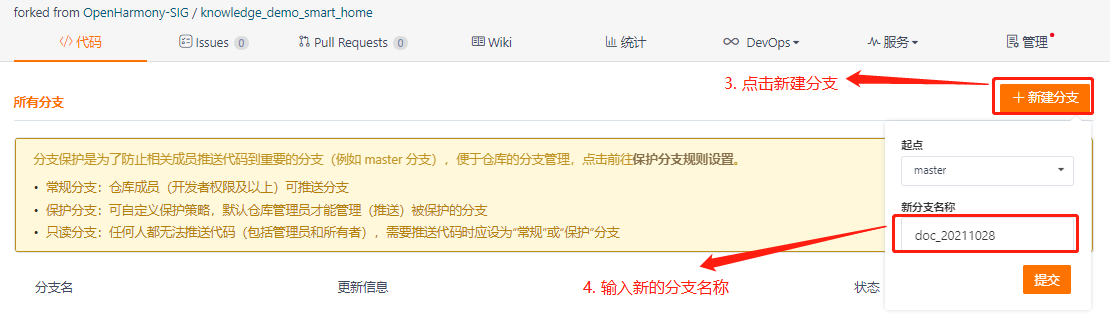 forked from OpenHarmony-SIG / knowledge_demo_smart_home
代码
Issues 0
Pull Requests 0
Wiki
统计
DevOps
服务
管理
3. 点击新建分支
所有分支
+ 新建分支
分支保护是为了防止相关成员推送代码到重要的分支（例如 master 分支），便于仓库的分支管理，点击前往保护分支规则设置。
• 常规分支：仓库成员（开发者权限及以上）可推送分支
• 保护分支：可自定义保护策略，默认仓库管理员才能管理（推送）被保护的分支
• 只读分支：任何人都无法推送代码（包括管理员和所有者），需要推送代码时应设为“常规”或“保护”分支
起点
master
新分支名称
doc_20211028
提交
分支名
更新信息
4. 输入新的分支名称
状态